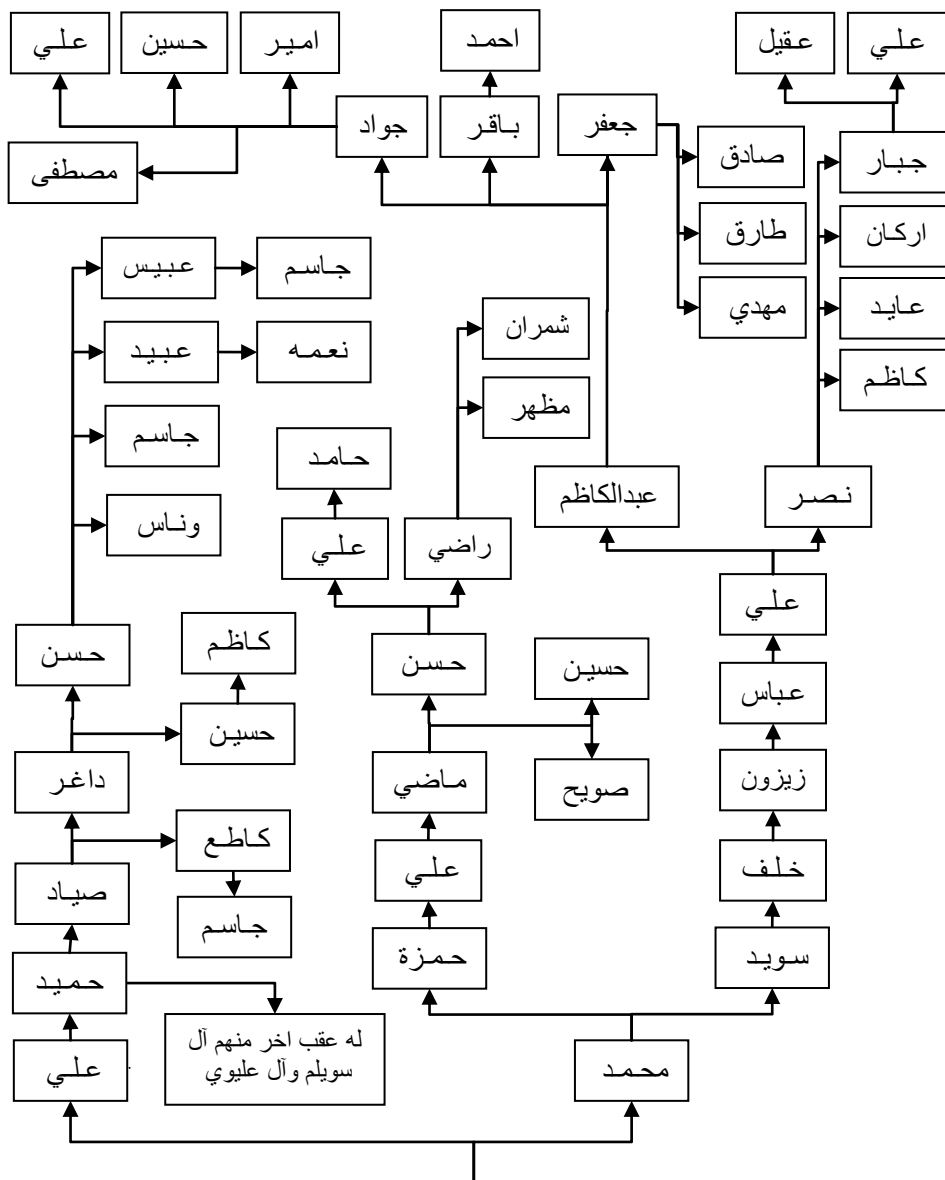 علي
عقيل
احمد
امير
حسين
علي
جعفر
باقر
جواد
جبار
صادق
مصطفى
اركان
طارق
عبيس
جاسم
عايد
مهدي
شمران
عبيد
نعمه
كاظم
مظهر
جاسم
حامد
نصر
عبدالكاظم
وناس
راضي
علي
علي
كاظم
حسن
حسين
حسن
عباس
حسين
زيزون
صويح
ماضي
داغر
خلف
علي
كاطع
صياد
جاسم
سويد
حمزة
حميد
له عقب اخر منهم آل
سويلم وآل عليوي
محمد
علي